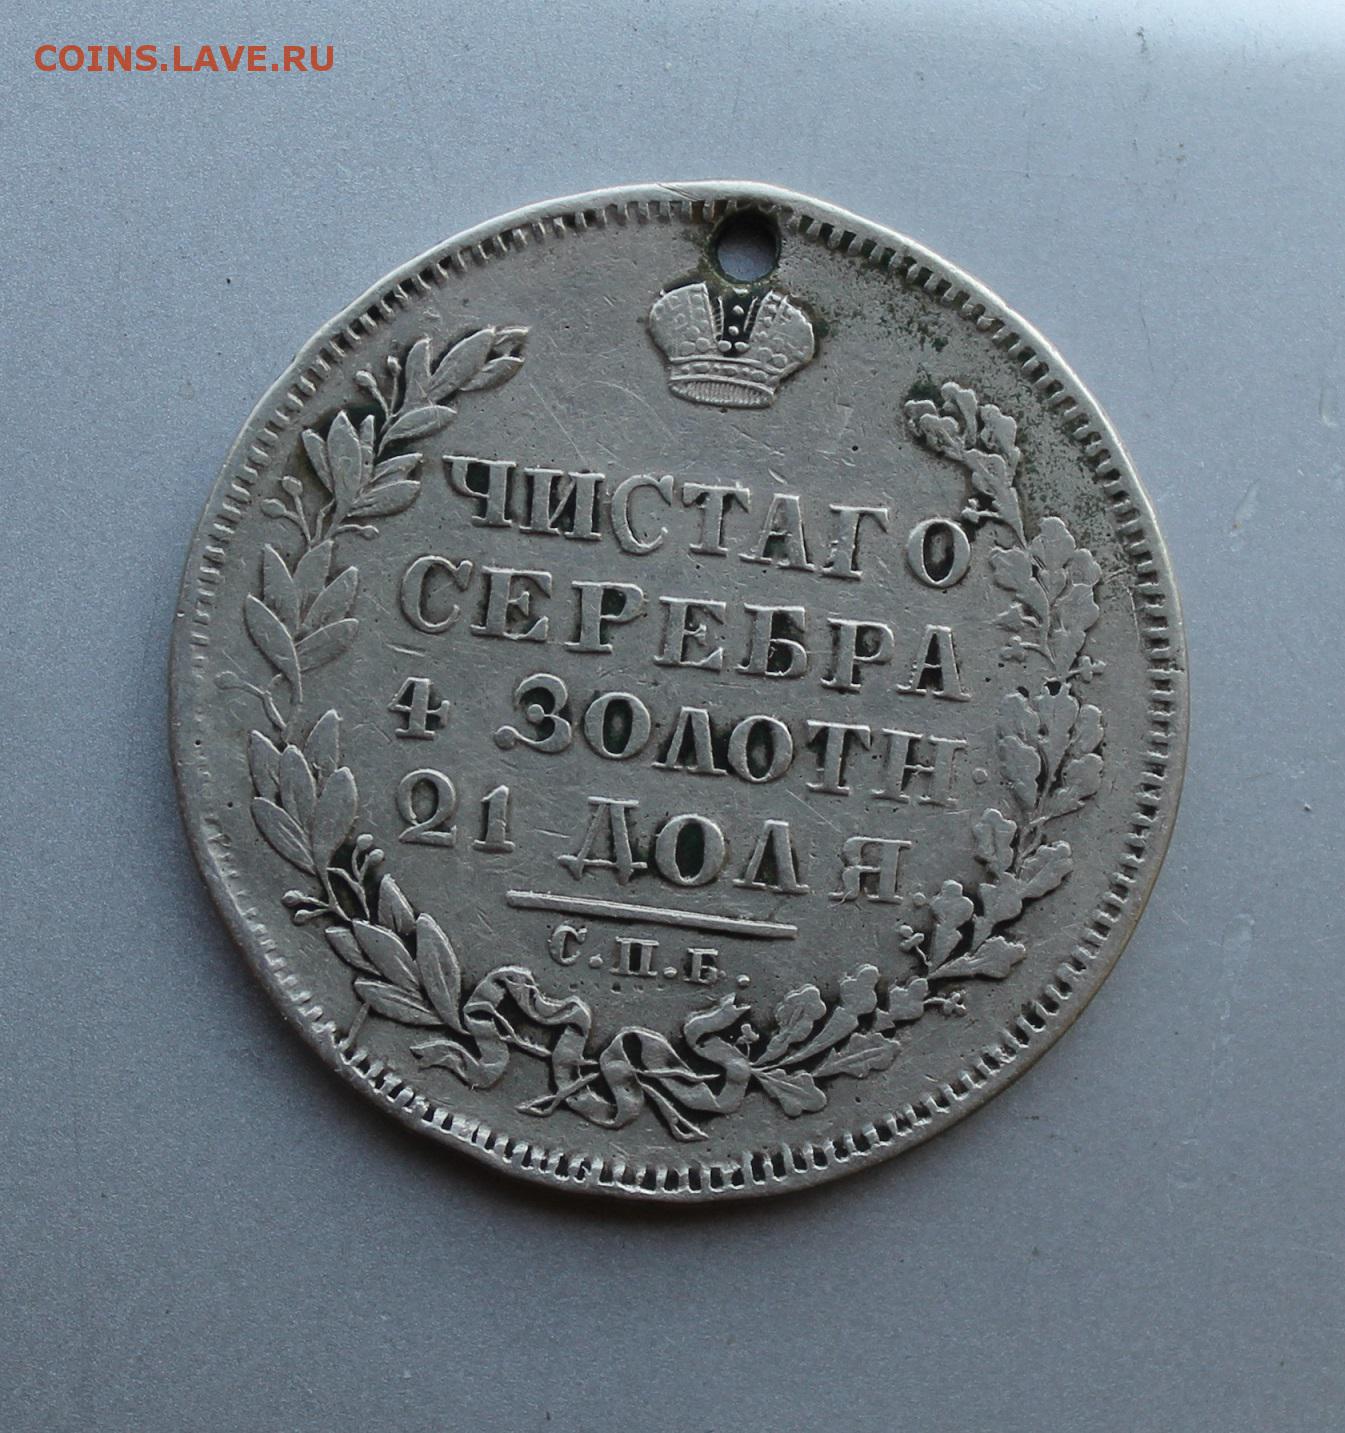 COINS.LAVE.RU
ЧИСТАГО
СЕРЕБРА
4 ЗОЛОТН.
21 ДОЛЯ.
С.П.Б.